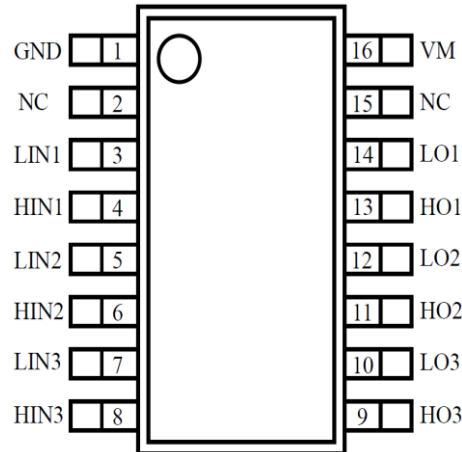 GND 1 16 VM
NC 2 15 NC
LIN1 3 14 LO1
HIN1 4 13 HO1
LIN2 5 12 LO2
HIN2 6 11 HO2
LIN3 7 10 LO3
HIN3 8 9 HO3